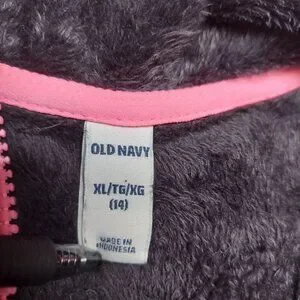 OLD NAVY
XL/TG/XG
(14)
MADE IN
INDONESIA